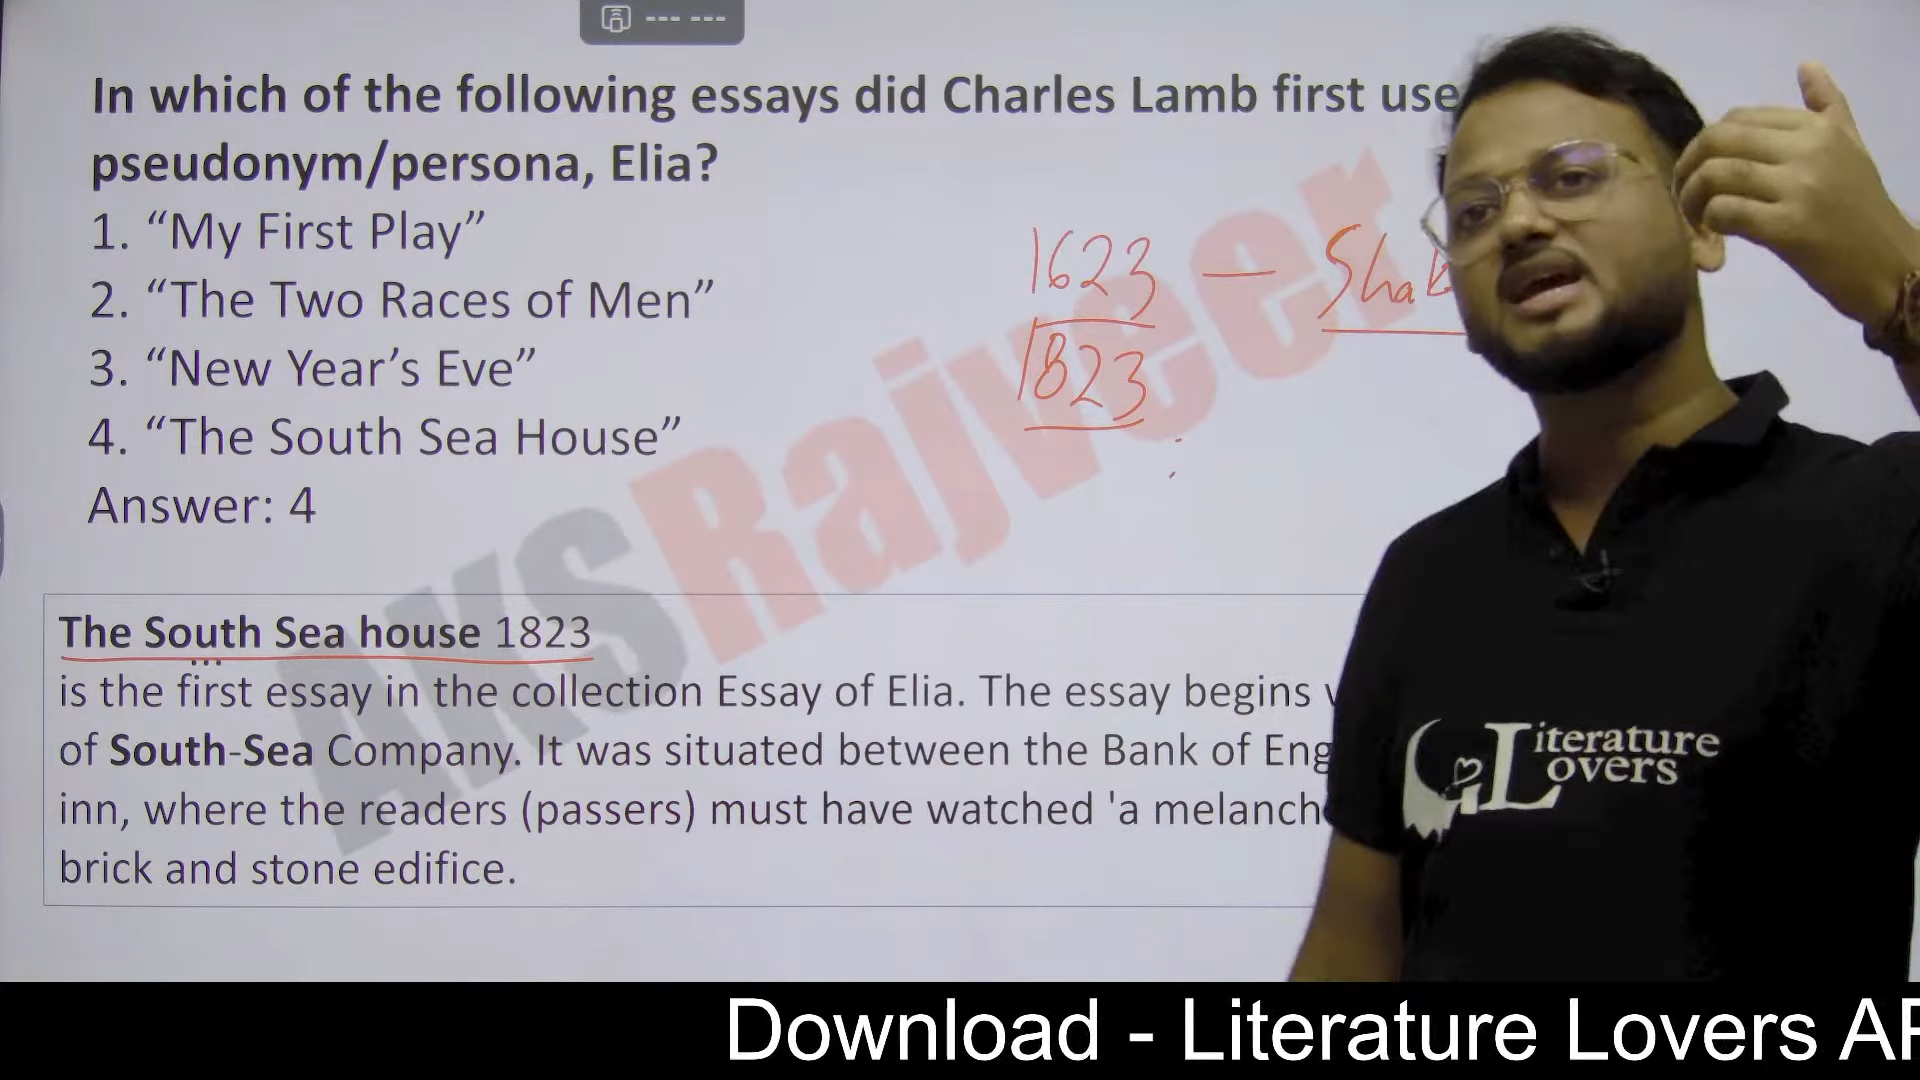 --- ---
In which of the following essays did Charles Lamb first use
pseudonym/persona, Elia?
1. “My First Play”
2. “The Two Races of Men”
3. “New Year’s Eve”
4. “The South Sea House”
Answer: 4
1623 — Shak
1823
AKSRajveer
The South Sea house 1823
is the first essay in the collection Essay of Elia. The essay begins
of South-Sea Company. It was situated between the Bank of Eng
inn, where the readers (passers) must have watched 'a melanch
brick and stone edifice.
Literature
Lovers
Download - Literature Lovers AP